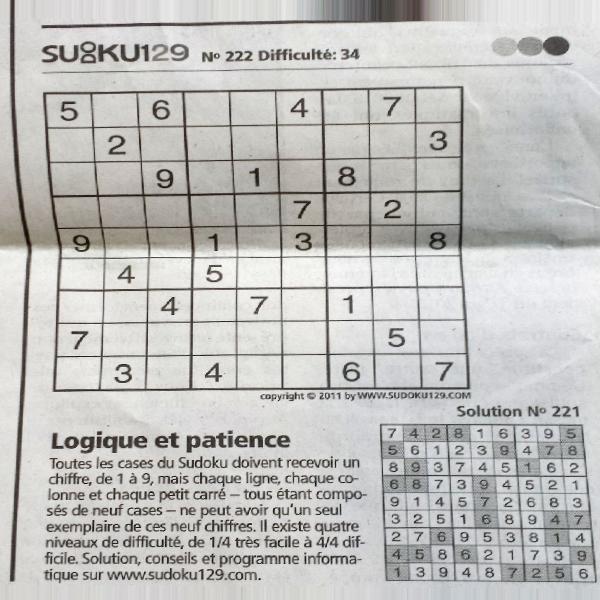 SUDOKU129 Nº 222 Difficulté: 34
5 6 4 7
2 3
9 1 8
7 2
9 1 3 8
4 5
4 7 1
7 5
3 4 6 7
copyright © 2011 by WWW.SUDOKU129.COM
Solution Nº 221
7 4 2 8 1 6 3 9 5
5 6 1 2 3 9 4 7 8
8 9 3 7 4 5 1 6 2
6 8 7 3 9 4 5 2 1
9 1 4 5 7 2 6 8 3
3 2 5 1 6 8 9 4 7
2 7 6 9 5 3 8 1 4
4 5 8 6 2 1 7 3 9
1 3 9 4 8 7 2 5 6
Logique et patience
Toutes les cases du Sudoku doivent recevoir un
chiffre, de 1 à 9, mais chaque ligne, chaque co-
lonne et chaque petit carré – tous étant compo-
sés de neuf cases – ne peut avoir qu'un seul
exemplaire de ces neuf chiffres. Il existe quatre
niveaux de difficulté, de 1/4 très facile à 4/4 dif-
ficile. Solution, conseils et programme informa-
tique sur www.sudoku129.com.